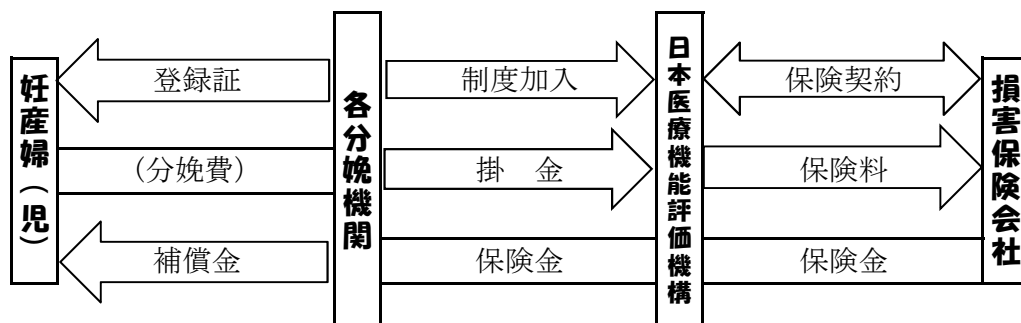 妊産婦（児）
登録証
（分娩費）
補償金
各分娩機関
制度加入
掛　金
保険金
日本医療機能評価機構
保険契約
保険料
保険金
損害保険会社